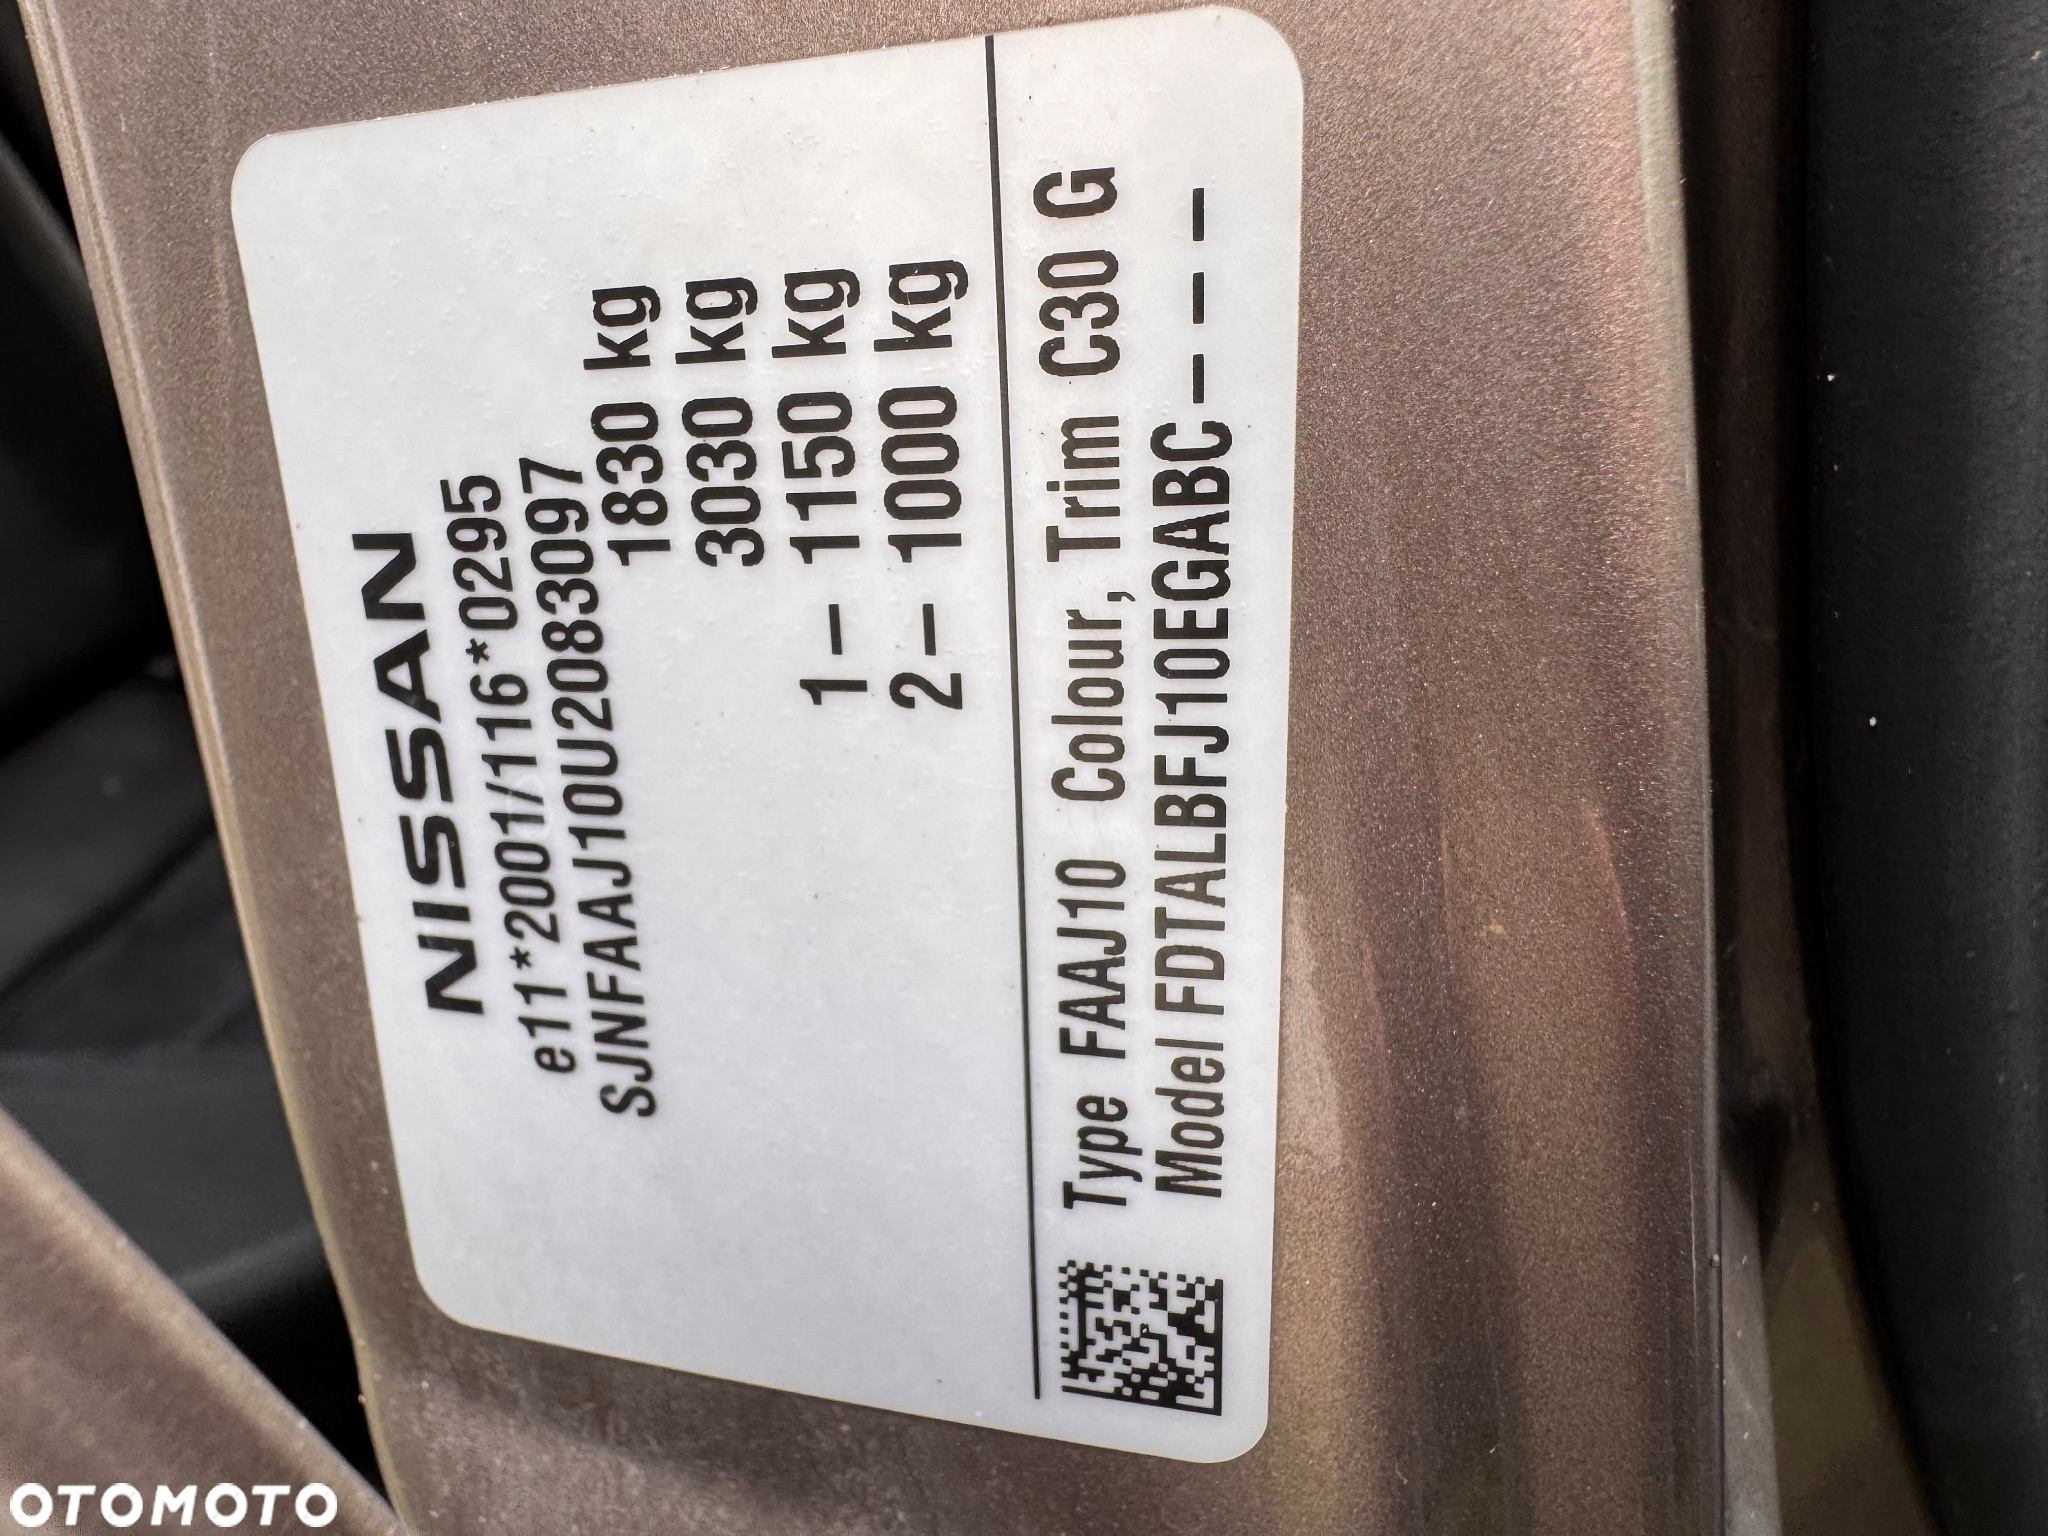 NISSAN
e11*2001/116*0295
SJNFAAJ10U2083097
1830 kg
3030 kg
1 – 1150 kg
2 – 1000 kg
Type FAAJ10 Colour, Trim C30 G
Model FDTALBFJ10EGABC– – – –
OTOMOTO